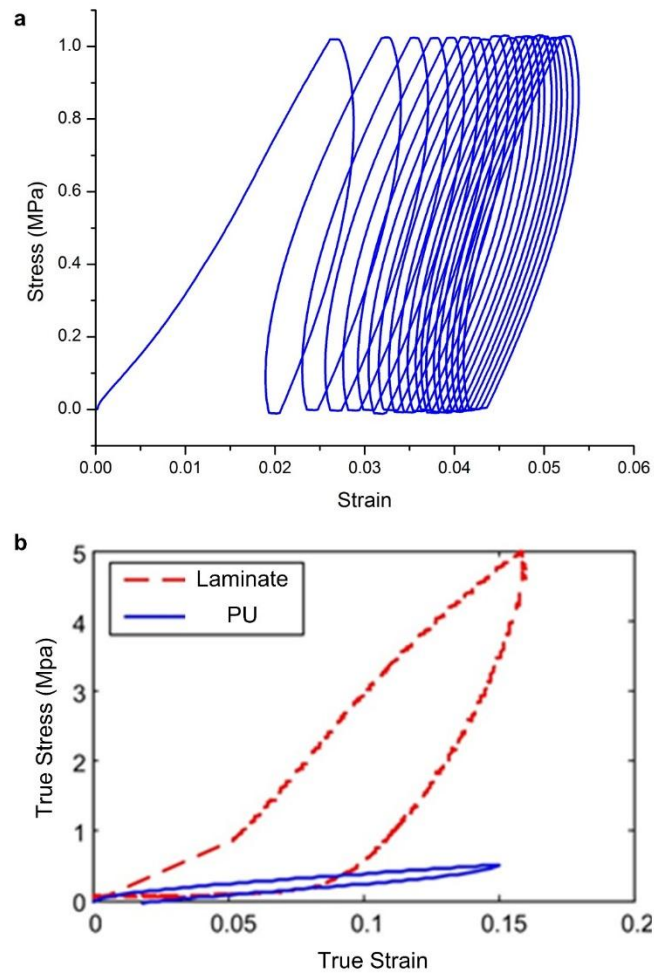 a
1.0
0.8
0.6
0.4
0.2
0.0
Stress (MPa)
0.00 0.01 0.02 0.03 0.04 0.05 0.06
Strain
b
5
4
3
2
1
0
True Stress (Mpa)
Laminate
PU
0 0.05 0.1 0.15 0.2
True Strain